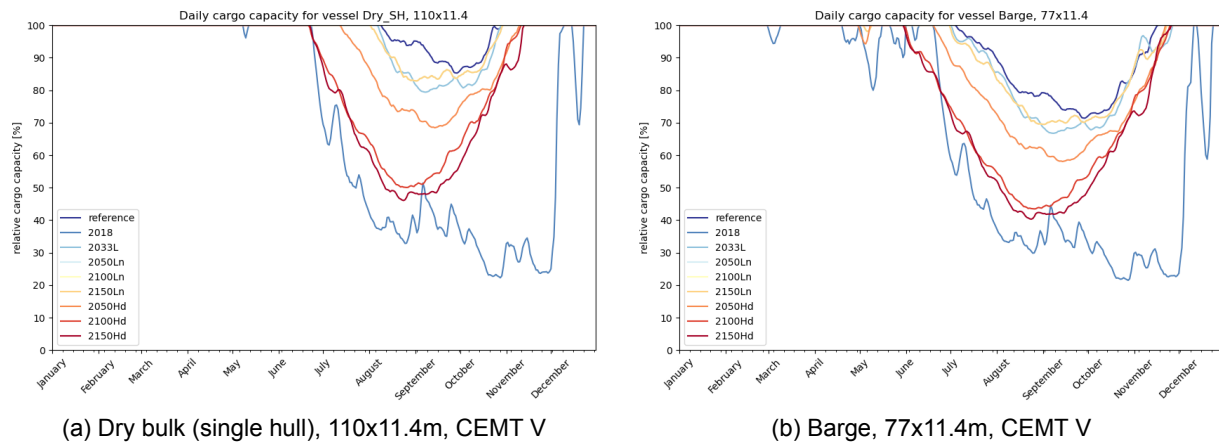 Daily cargo capacity for vessel Dry_SH, 110x11.4
100
90
80
70
60
50
40
30
20
10
0
relative cargo capacity [%]
reference
2018
2033L
2050Ln
2100Ln
2150Ln
2050Hd
2100Hd
2150Hd
January
February
March
April
May
June
July
August
September
October
November
December
(a) Dry bulk (single hull), 110x11.4m, CEMT V
Daily cargo capacity for vessel Barge, 77x11.4
100
90
80
70
60
50
40
30
20
10
0
relative cargo capacity [%]
reference
2018
2033L
2050Ln
2100Ln
2150Ln
2050Hd
2100Hd
2150Hd
January
February
March
April
May
June
July
August
September
October
November
December
(b) Barge, 77x11.4m, CEMT V